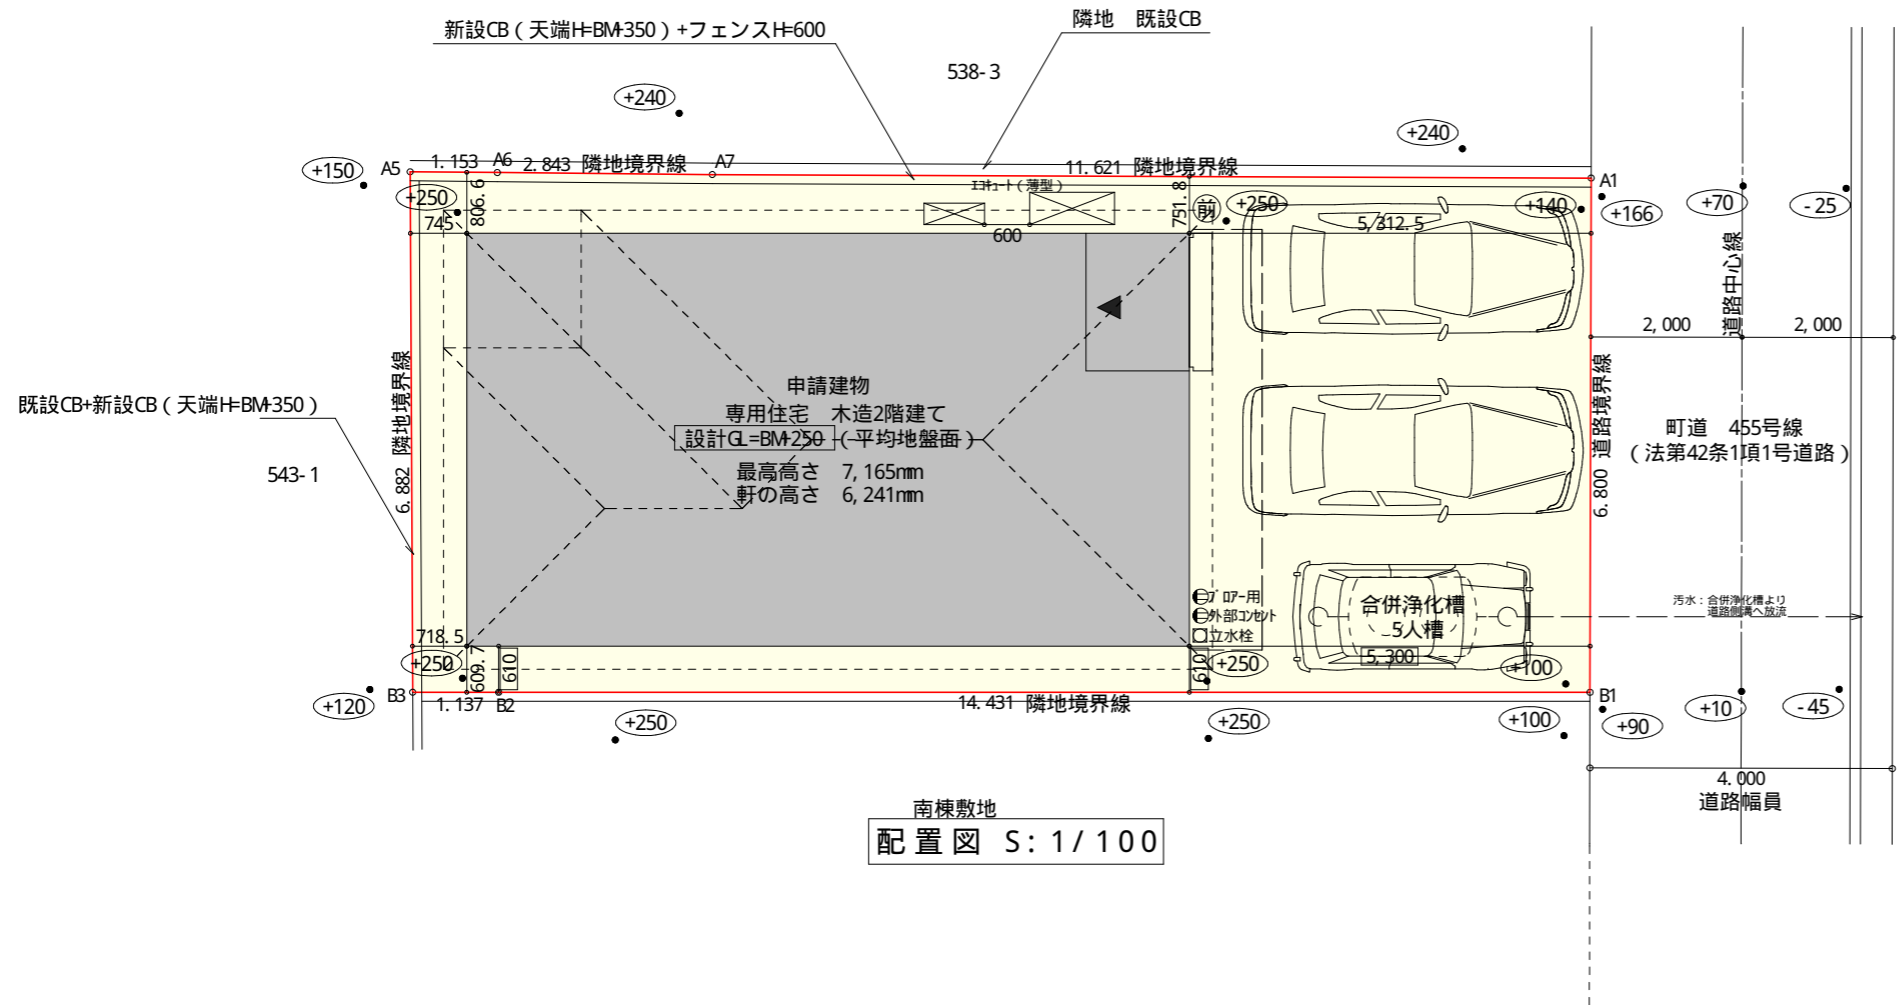 新設CB（天端H=BM+350）+フェンスH=600
隣地　既設CB
538-3
+240
+240
+150
A5
1.153
A6
2.843 隣地境界線
A7
11.621 隣地境界線
A1
+250
806.6
745
ｴｺｷｭｰﾄ（薄型）
600
751.8
+250
5,312.5
+140
+166
+70
-25
道路中心線
2,000
2,000
6.882 隣地境界線
既設CB+新設CB（天端H=BM+350）
543-1
申請建物
専用住宅　木造2階建て
設計GL=BM+250（平均地盤面）
最高高さ　7,165mm
軒の高さ　6,241mm
6.800 道路境界線
町道　455号線
（法第42条1項1号道路）
ﾌﾞﾛｱｰ用
外部ｺﾝｾﾝﾄ
立水栓
合併浄化槽
5人槽
5,300
汚水：合併浄化槽より
道路側溝へ放流
718.5
+250
609.7
610
610
+250
+100
B3
+120
1.137
B2
14.431 隣地境界線
B1
+250
+250
+100
+90
+10
-45
4.000
道路幅員
南棟敷地
配置図 S:1/100